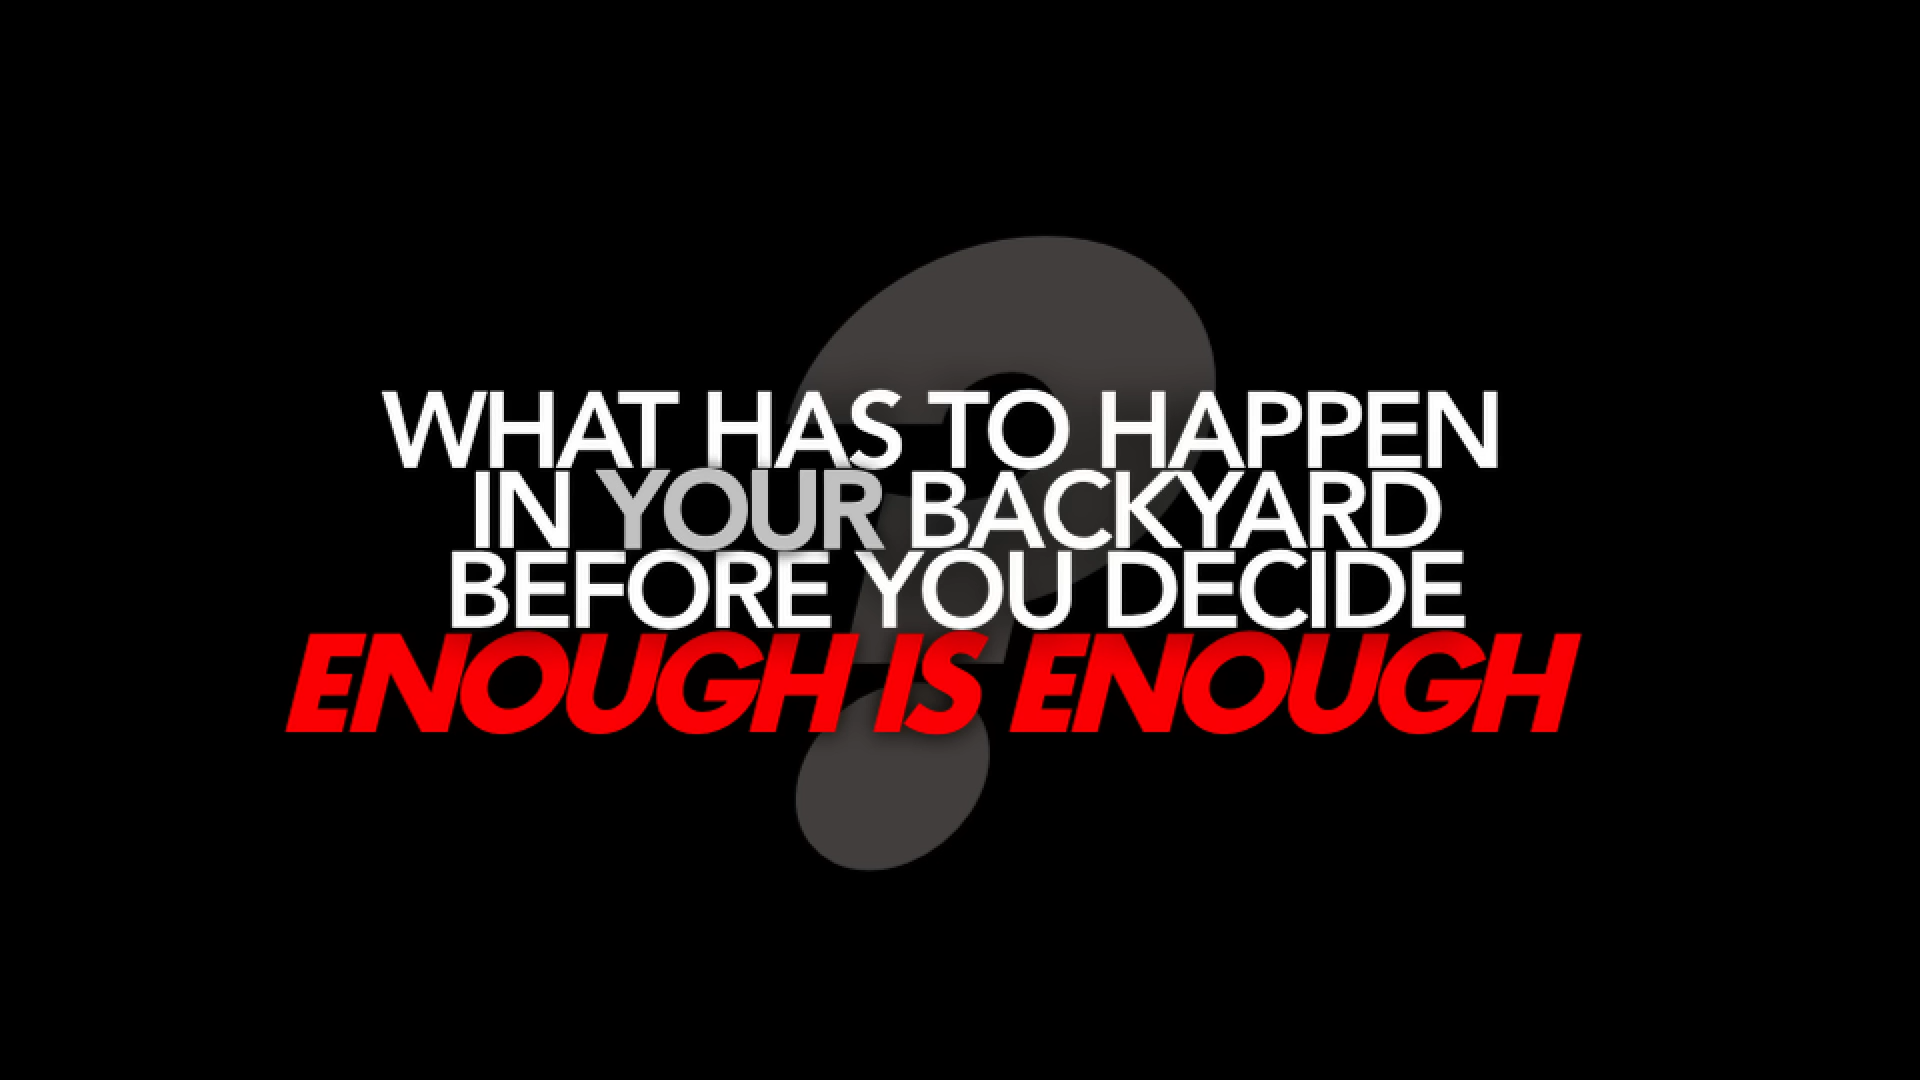 WHAT HAS TO HAPPEN
IN YOUR BACKYARD
BEFORE YOU DECIDE
ENOUGH IS ENOUGH
?